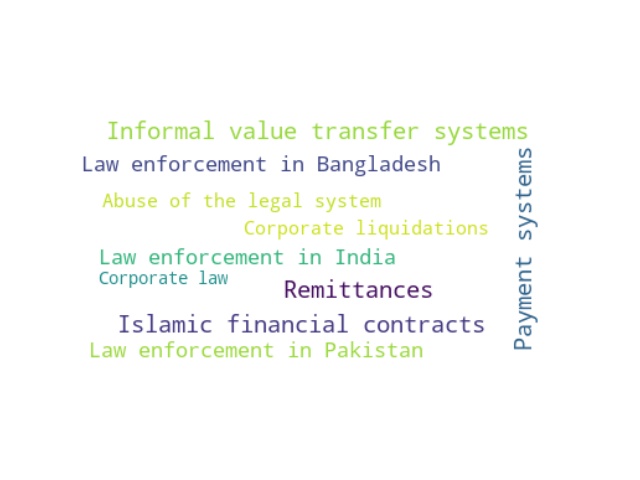 Informal value transfer systems
Law enforcement in Bangladesh
Payment systems
Abuse of the legal system
Corporate liquidations
Law enforcement in India
Corporate law
Remittances
Islamic financial contracts
Law enforcement in Pakistan